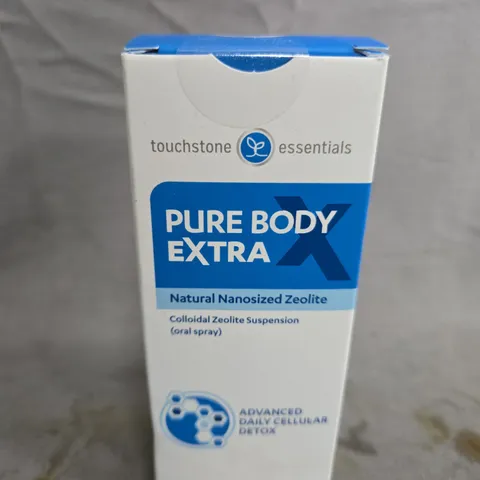 touchstone essentials
PURE BODY
EXTRA X
Natural Nanosized Zeolite
Colloidal Zeolite Suspension
(oral spray)
ADVANCED
DAILY CELLULAR
DETOX